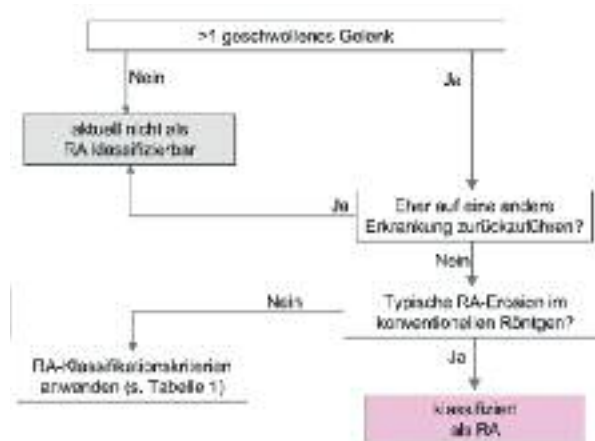 >1 geschwollenes Gelenk
Nein
Ja
aktuell nicht als
RA klassifizierbar
Ja
Eher auf eine andere
Erkrankung zurückzuführen?
Nein
Nein
Typische RA-Erosion im
konventionellen Röntgen?
RA-Klassifikationskriterien
anwenden (s. Tabelle 1)
Ja
klassifiziert
als RA